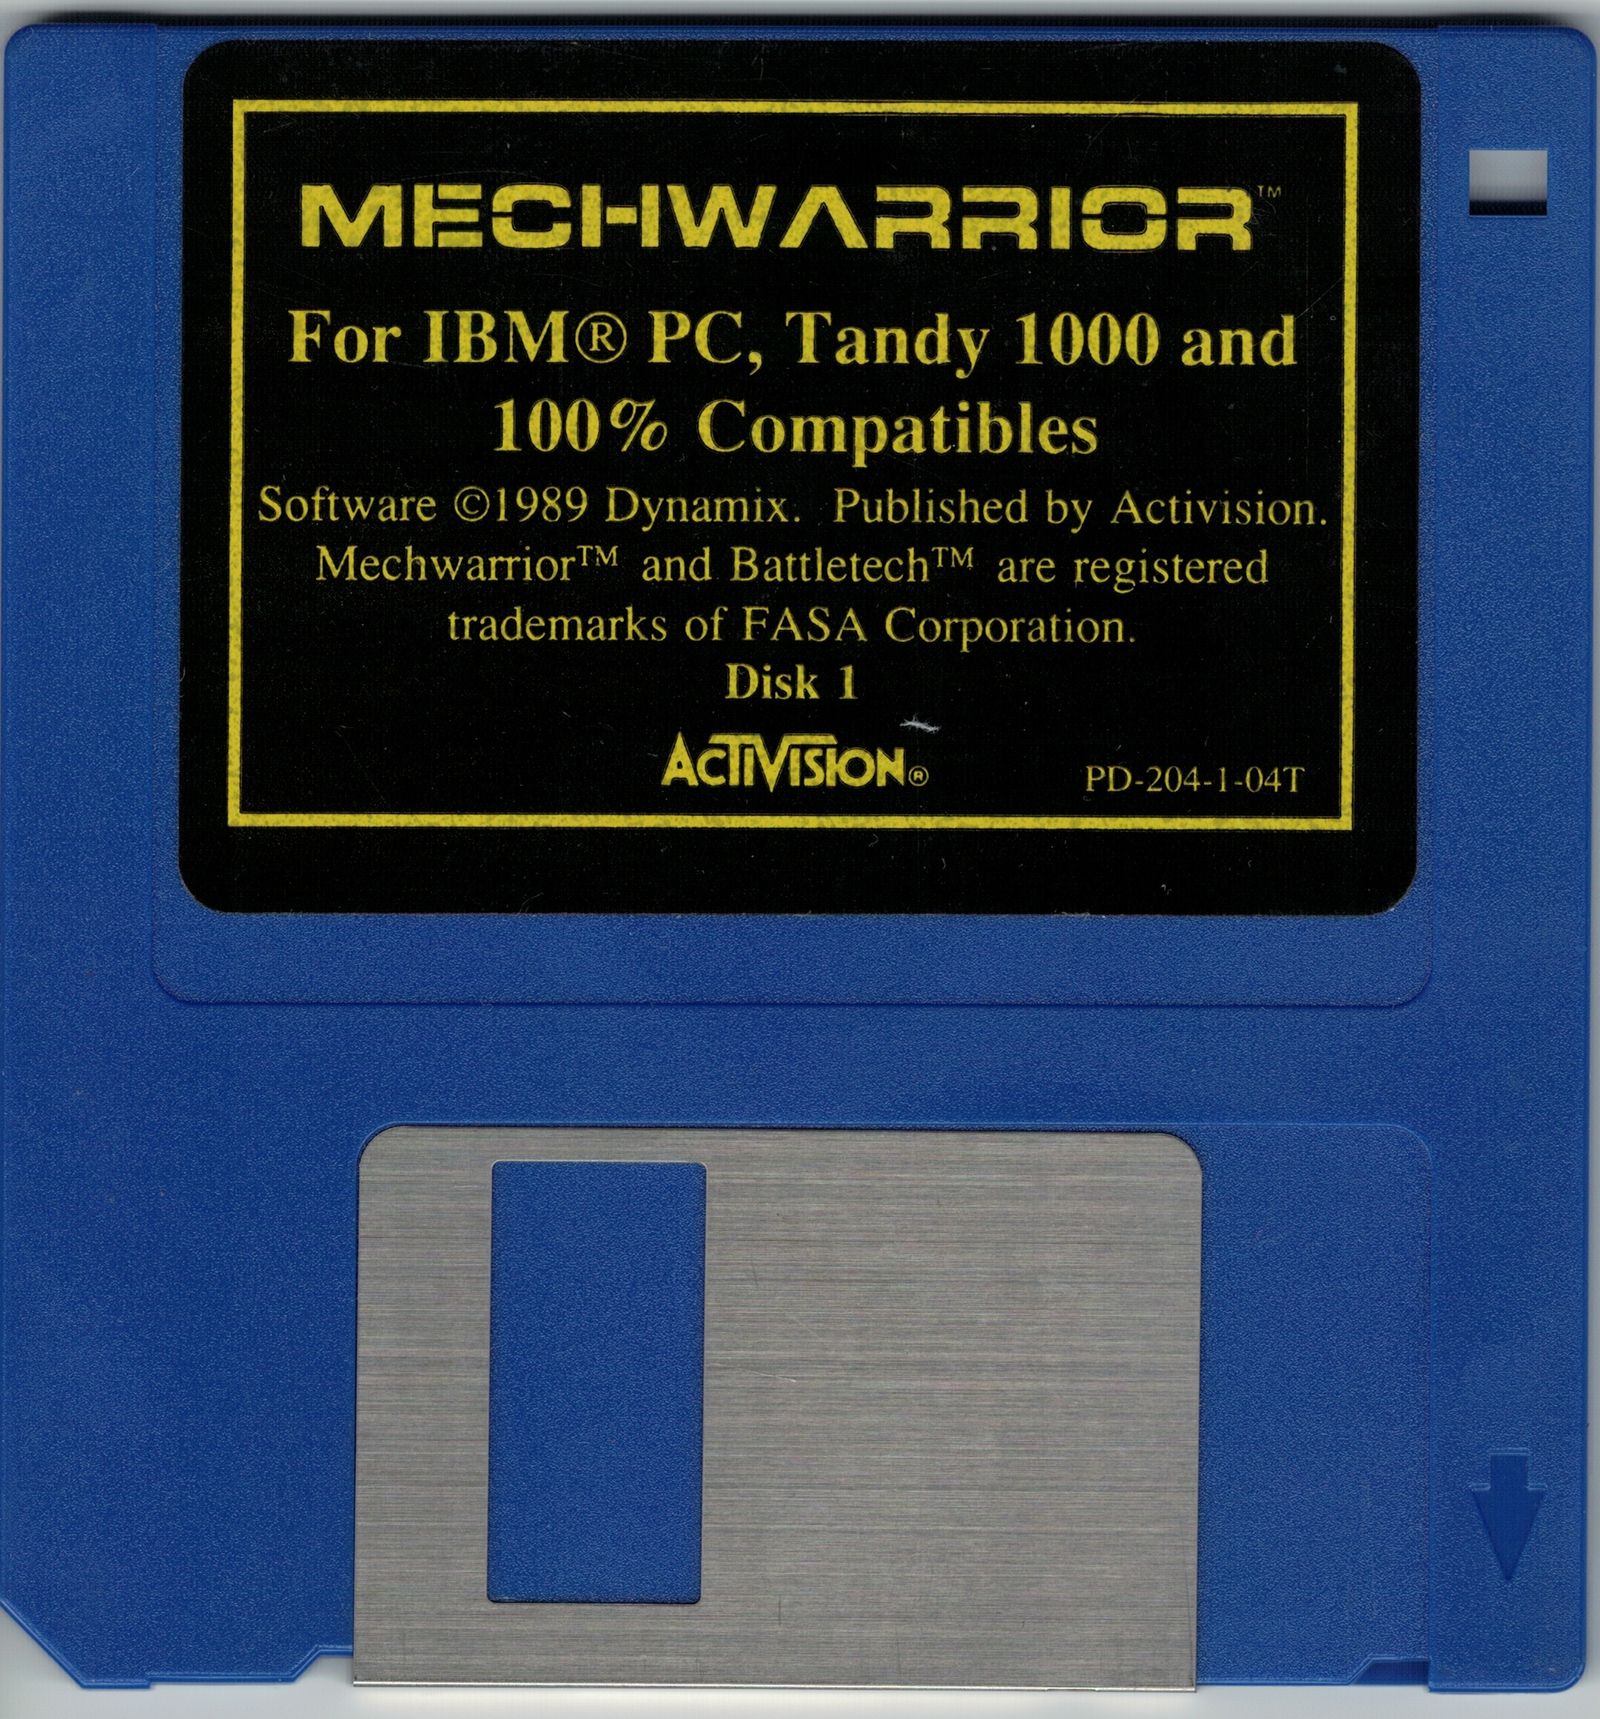 MECHWARRIOR™
For IBM® PC, Tandy 1000 and
100% Compatibles
Software ©1989 Dynamix. Published by Activision.
Mechwarrior™ and Battletech™ are registered
trademarks of FASA Corporation.
Disk 1
ACTIVISION®
PD-204-1-04T